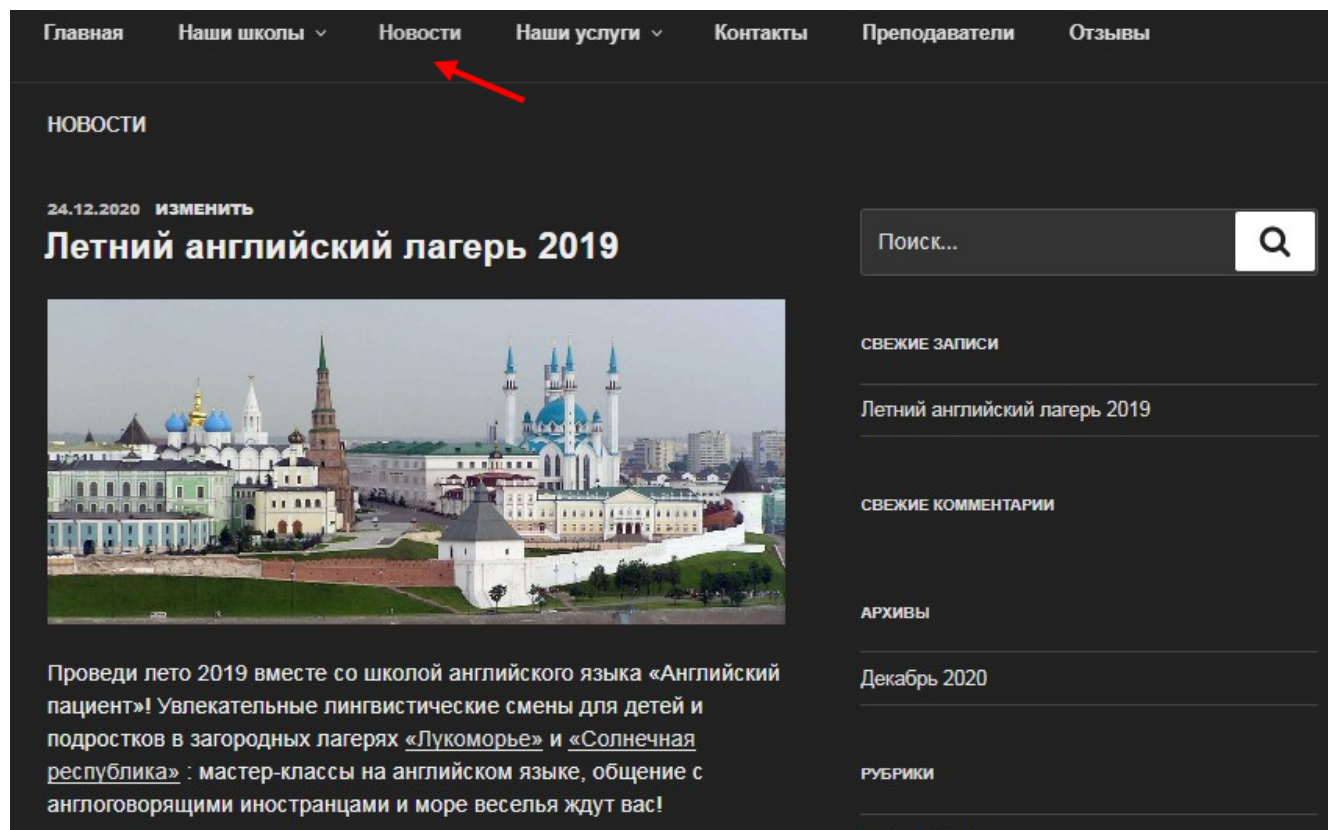 Главная Наши школы Новости Наши услуги Контакты Преподаватели Отзывы
НОВОСТИ
24.12.2020 ИЗМЕНИТЬ
Летний английский лагерь 2019
Проведи лето 2019 вместе со школой английского языка «Английский
пациент»! Увлекательные лингвистические смены для детей и
подростков в загородных лагерях «Лукоморье» и «Солнечная
республика» : мастер-классы на английском языке, общение с
англоговорящими иностранцами и море веселья ждут вас!
Поиск...
СВЕЖИЕ ЗАПИСИ
Летний английский лагерь 2019
СВЕЖИЕ КОММЕНТАРИИ
АРХИВЫ
Декабрь 2020
РУБРИКИ